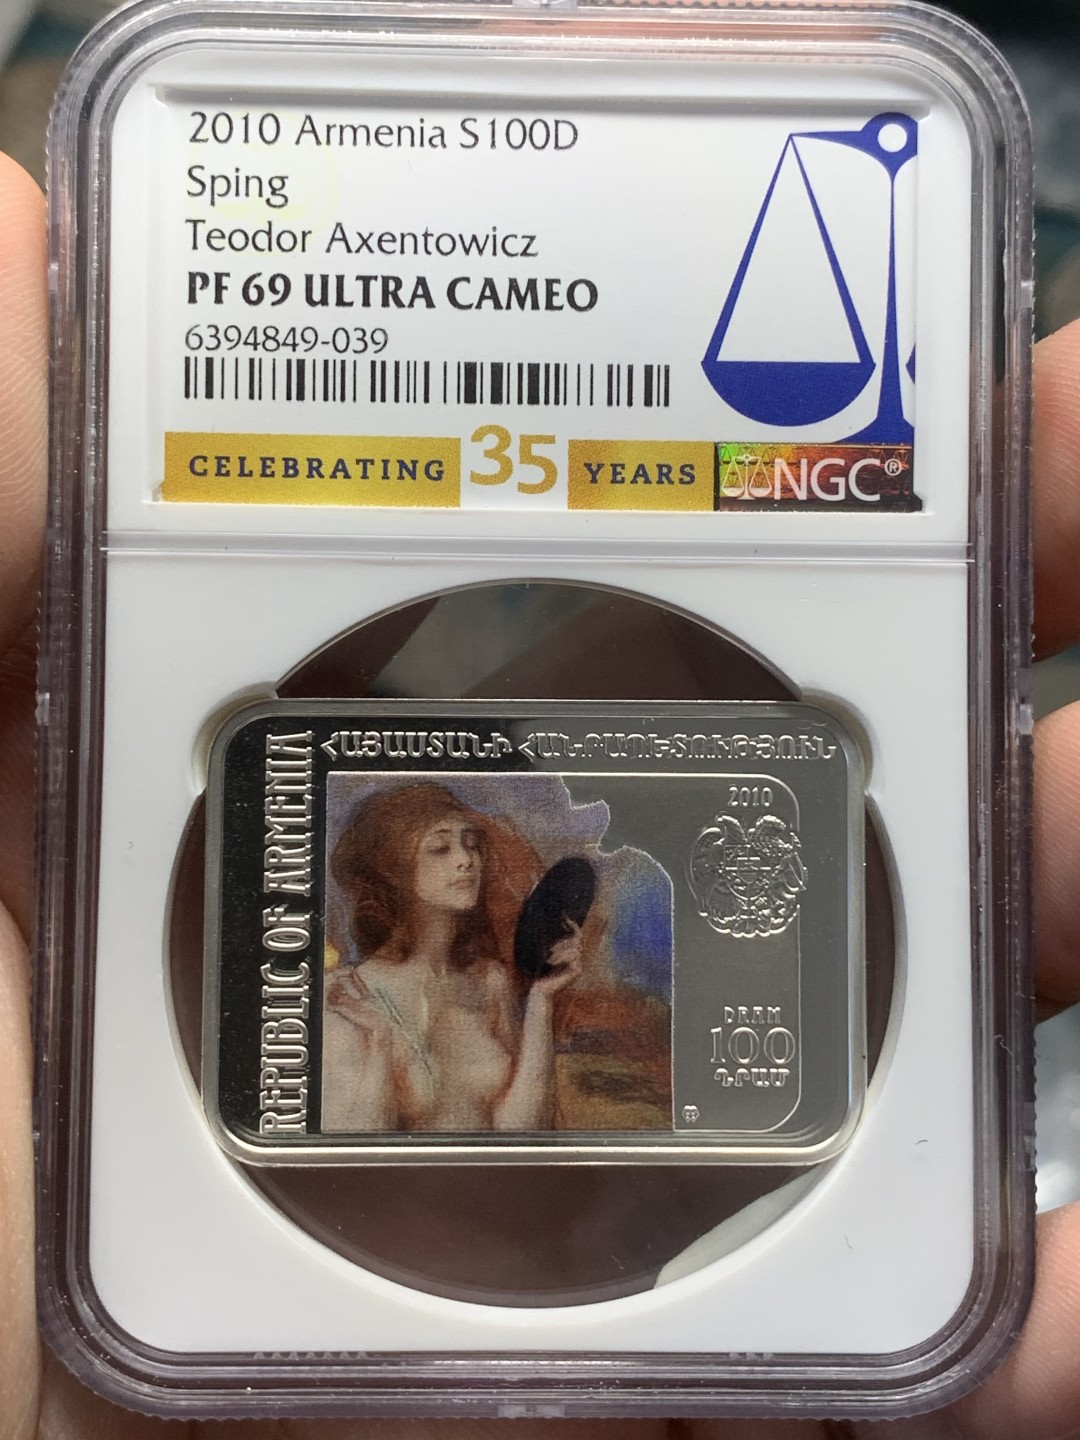 2010 Armenia S100D
Sping
Teodor Axentowicz
PF 69 ULTRA CAMEO
6394849-039
CELEBRATING 35 YEARS NGC®
ՀԱՅԱՍՏԱՆԻ ՀԱՆՐԱՊԵՏՈՒԹՅՈՒՆ
REPUBLIC OF ARMENIA
2010
DRAM
100
ԴՐԱՄ